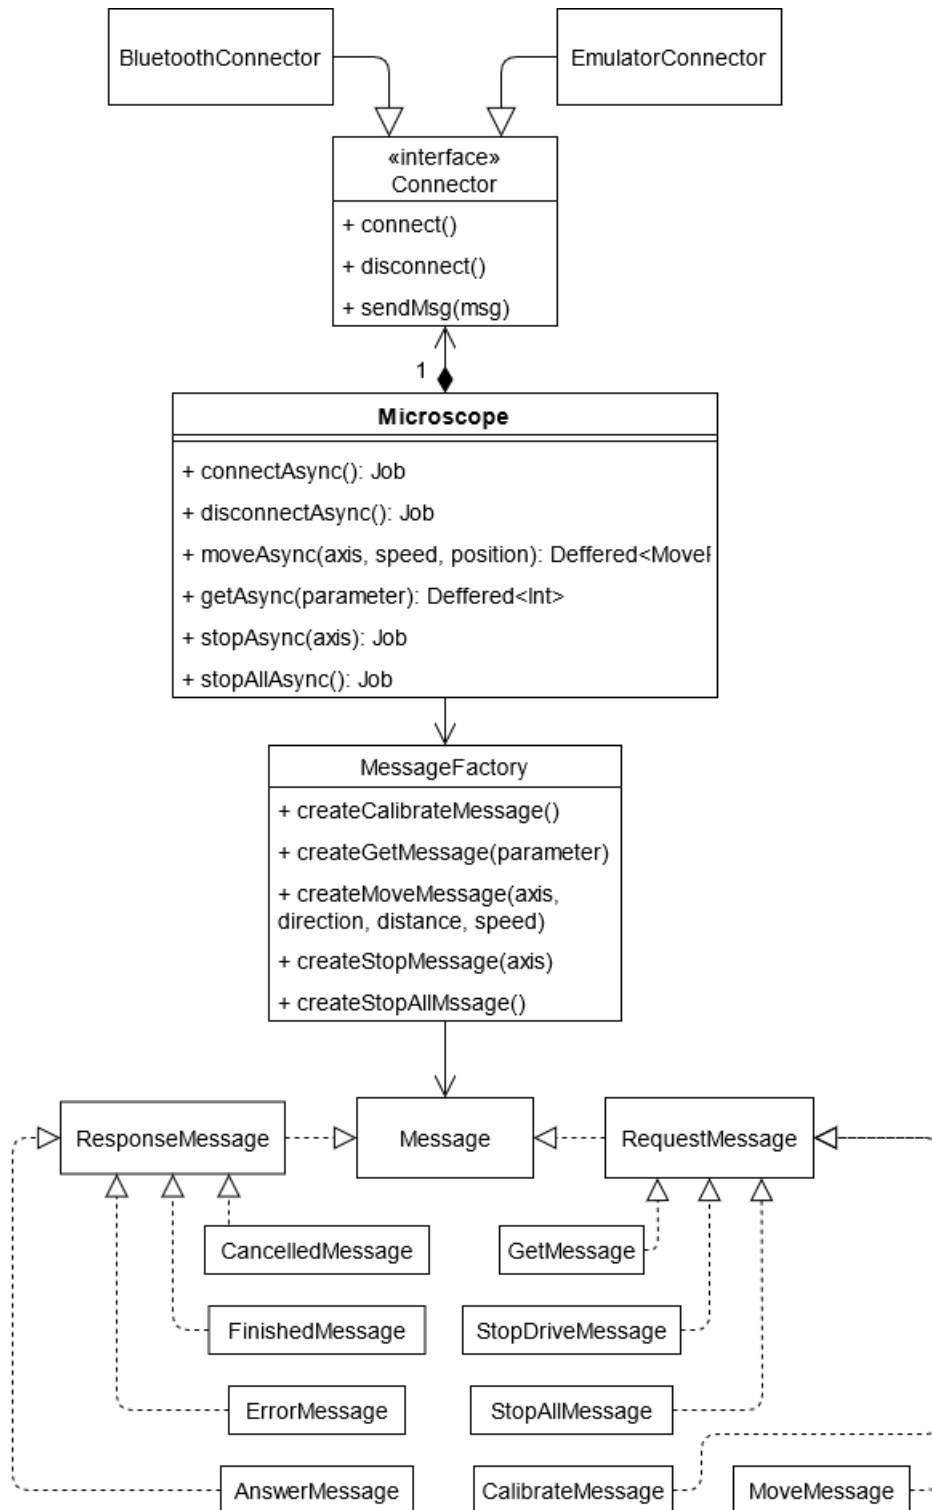 BluetoothConnector
EmulatorConnector
«interface»
Connector
+ connect()
+ disconnect()
+ sendMsg(msg)
1
Microscope
+ connectAsync(): Job
+ disconnectAsync(): Job
+ moveAsync(axis, speed, position): Deffered<Move
+ getAsync(parameter): Deffered<Int>
+ stopAsync(axis): Job
+ stopAllAsync(): Job
MessageFactory
+ createCalibrateMessage()
+ createGetMessage(parameter)
+ createMoveMessage(axis,
direction, distance, speed)
+ createStopMessage(axis)
+ createStopAllMssage()
ResponseMessage
Message
RequestMessage
CancelledMessage
GetMessage
FinishedMessage
StopDriveMessage
ErrorMessage
StopAllMessage
AnswerMessage
CalibrateMessage
MoveMessage